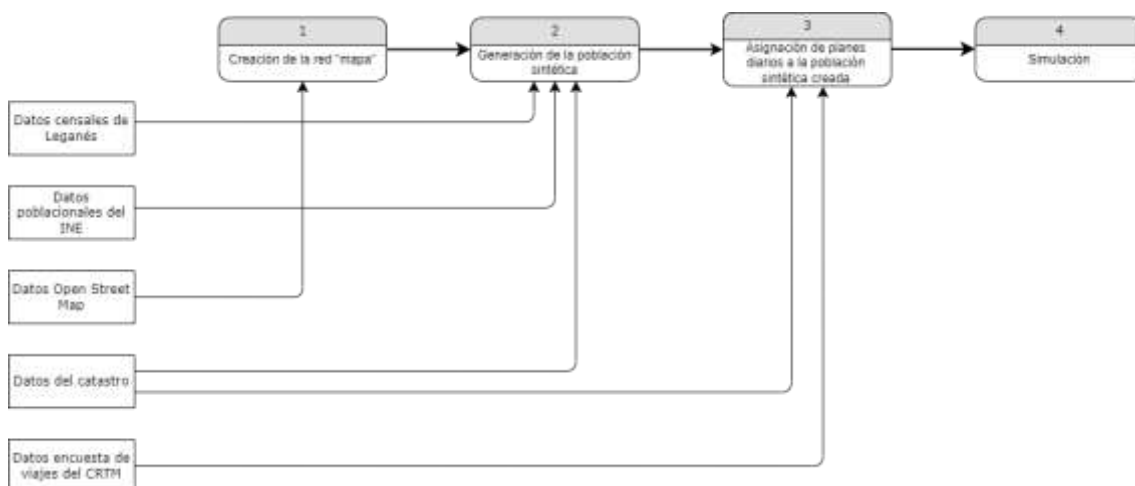 1
Creación de la red "mapa"
2
Generación de la población
sintética
3
Asignación de planes
diarios a la población
sintética creada
4
Simulación
Datos censales de
Leganés
Datos
poblacionales del
INE
Datos Open Street
Map
Datos del catastro
Datos encuesta de
viajes del CRTM